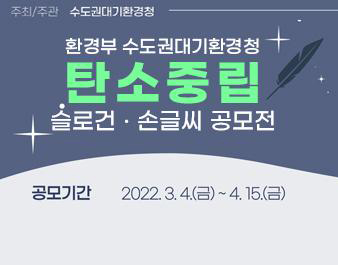 주최/주관 수도권대기환경청
환경부 수도권대기환경청
탄소중립
슬로건 · 손글씨 공모전
공모기간 2022. 3. 4.(금) ~ 4. 15.(금)